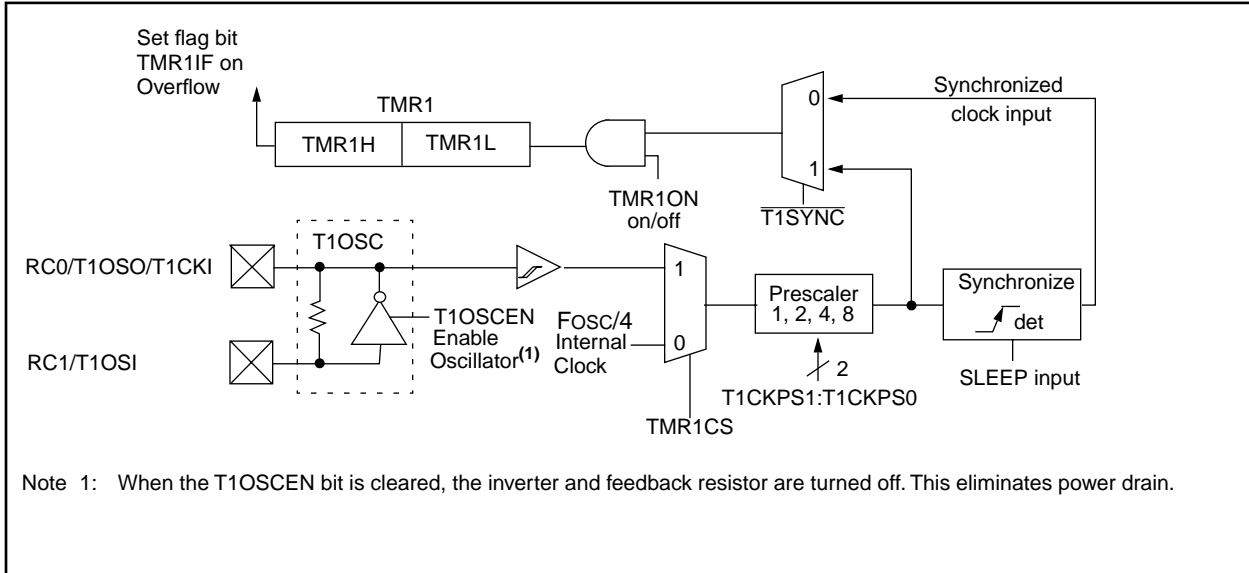 Set flag bit
TMR1IF on
Overflow
TMR1
TMR1H
TMR1L
TMR1ON
on/off
0
1
T1SYNC
Synchronized
clock input
RC0/T1OSO/T1CKI
RC1/T1OSI
T1OSC
T1OSCEN
Enable
Oscillator(1)
FOSC/4
Internal
Clock
1
0
TMR1CS
Prescaler
1, 2, 4, 8
2
T1CKPS1:T1CKPS0
Synchronize
det
SLEEP input
Note 1: When the T1OSCEN bit is cleared, the inverter and feedback resistor are turned off. This eliminates power drain.